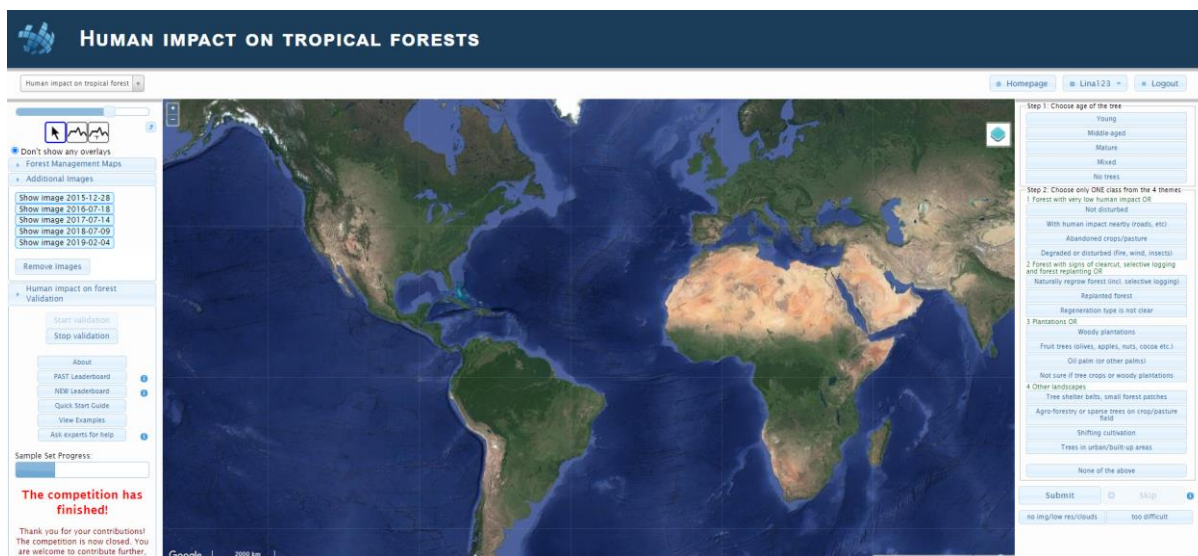 HUMAN IMPACT ON TROPICAL FORESTS
Human impact on tropical forest
Homepage
Lina123
Logout
Don't show any overlays
Forest Management Maps
Additional Images
Show image 2015-12-28
Show image 2016-07-18
Show image 2017-07-14
Show image 2018-07-09
Show image 2019-02-04
Remove Images
Human impact on forest
Validation
Start validation
Stop validation
About
PAST Leaderboard
NEW Leaderboard
Quick Start Guide
View Examples
Ask experts for help
Sample Set Progress:
The competition has
finished!
Thank you for your contributions!
The competition is now closed. You
are welcome to contribute further,
Google
2000 km
Step 1: Choose age of the tree
Young
Middle-aged
Mature
Mixed
No trees
Step 2: Choose only ONE class from the 4 themes
1 Forest with very low human impact OR
Not disturbed
With human impact nearby (roads, etc)
Abandoned crops/pasture
Degraded or disturbed (fire, wind, insects)
2 Forest with signs of clearcut, selective logging
and forest replanting OR
Naturally regrow forest (incl. selective logging)
Replanted forest
Regeneration type is not clear
3 Plantations OR
Woody plantations
Fruit trees (olives, apples, nuts, cocoa etc.)
Oil palm (or other palms)
Not sure if tree crops or woody plantations
4 Other landscapes
Tree shelter belts, small forest patches
Agro-forestry or sparse trees on crop/pasture
field
Shifting cultivation
Trees in urban/built-up areas
None of the above
Submit
Skip
no img/low res/clouds
too difficult